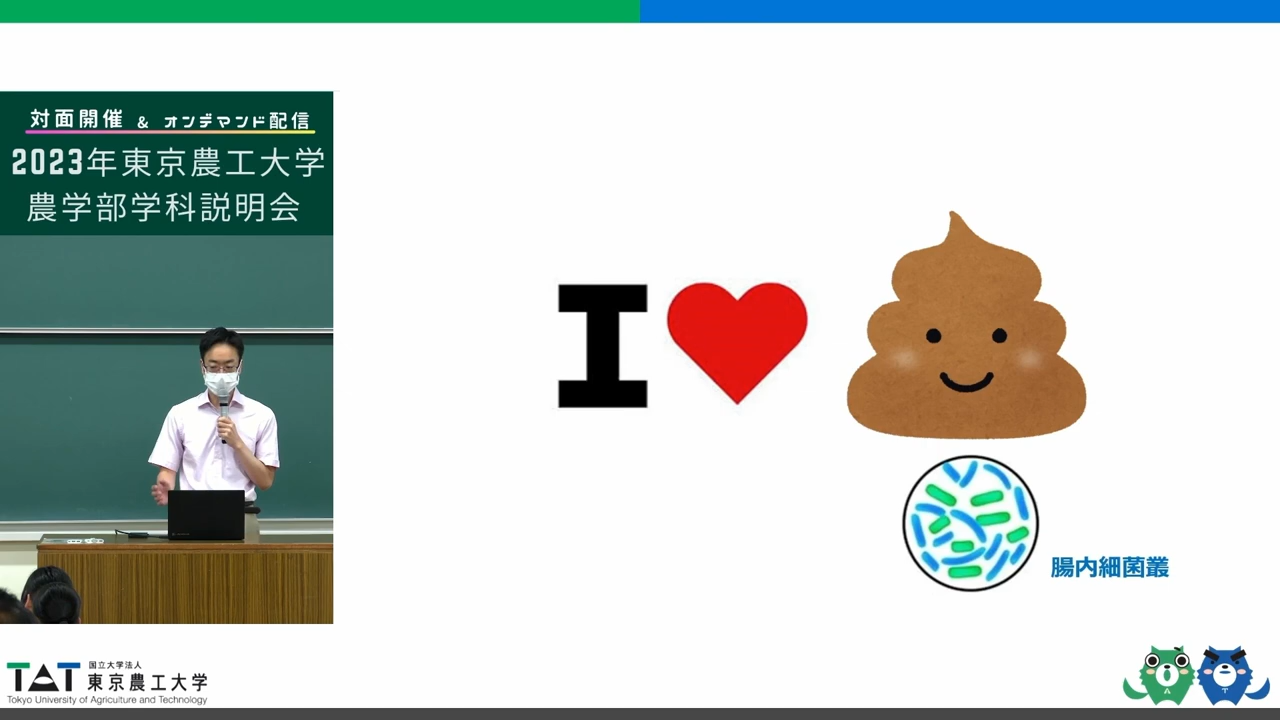 対面開催 & オンデマンド配信
2023年東京農工大学
農学部学科説明会
I
腸内細菌叢
TAT 国立大学法人
東京農工大学
Tokyo University of Agriculture and Technology
A
T